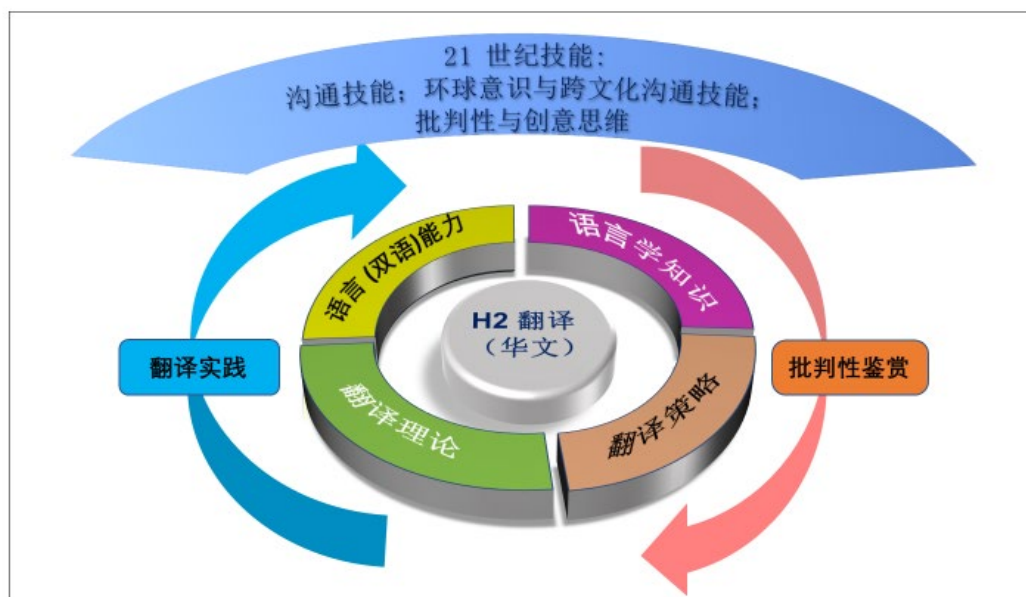 21 世纪技能:
沟通技能；环球意识与跨文化沟通技能；
批判性与创意思维
语言(双语)能力
语言学知识
H2 翻译
（华文）
翻译实践
批判性鉴赏
翻译理论
翻译策略